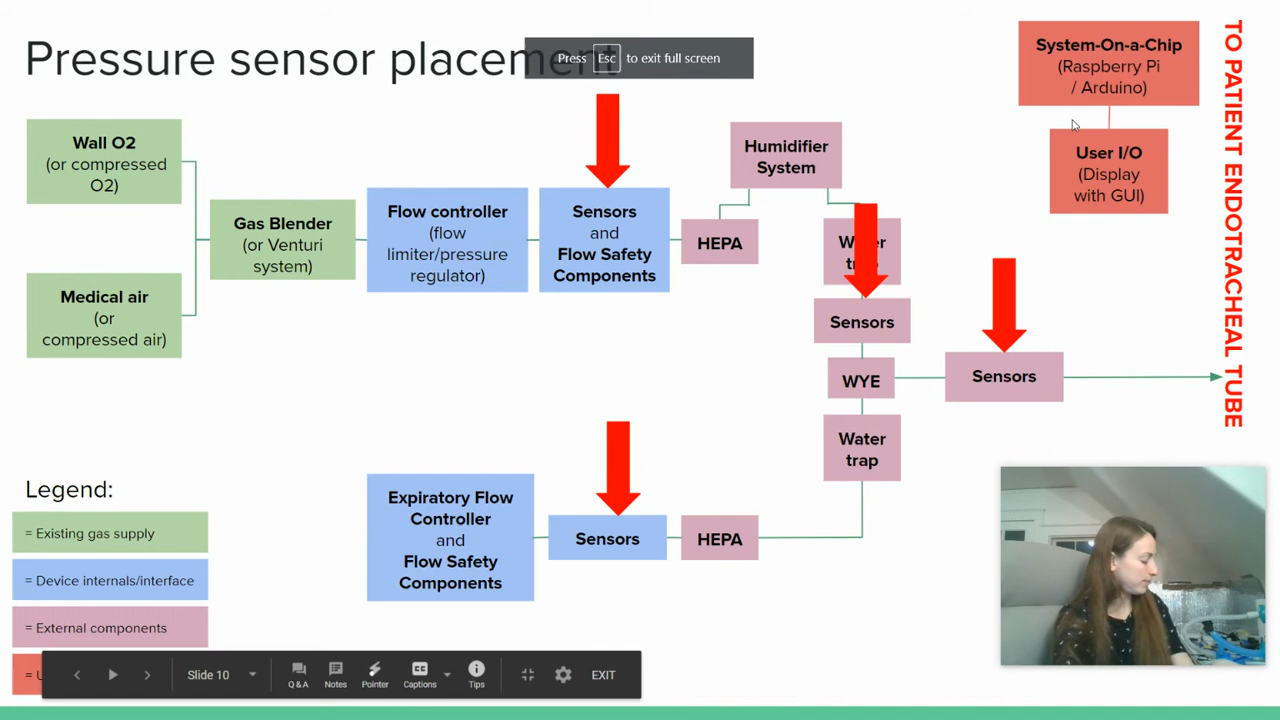 Pressure sensor placement
Press Esc to exit full screen
System-On-a-Chip
(Raspberry Pi
/ Arduino)
User I/O
(Display
with GUI)
TO PATIENT ENDOTRACHEAL TUBE
Wall O2
(or compressed
O2)
Medical air
(or
compressed air)
Gas Blender
(or Venturi
system)
Flow controller
(flow
limiter/pressure
regulator)
Sensors
and
Flow Safety
Components
HEPA
Humidifier
System
Water
trap
Sensors
WYE
Sensors
Water
trap
Expiratory Flow
Controller
and
Flow Safety
Components
Sensors
HEPA
Legend:
= Existing gas supply
= Device internals/interface
= External components
= U
Slide 10
Q & A
Notes
Pointer
CC
Captions
Tips
EXIT